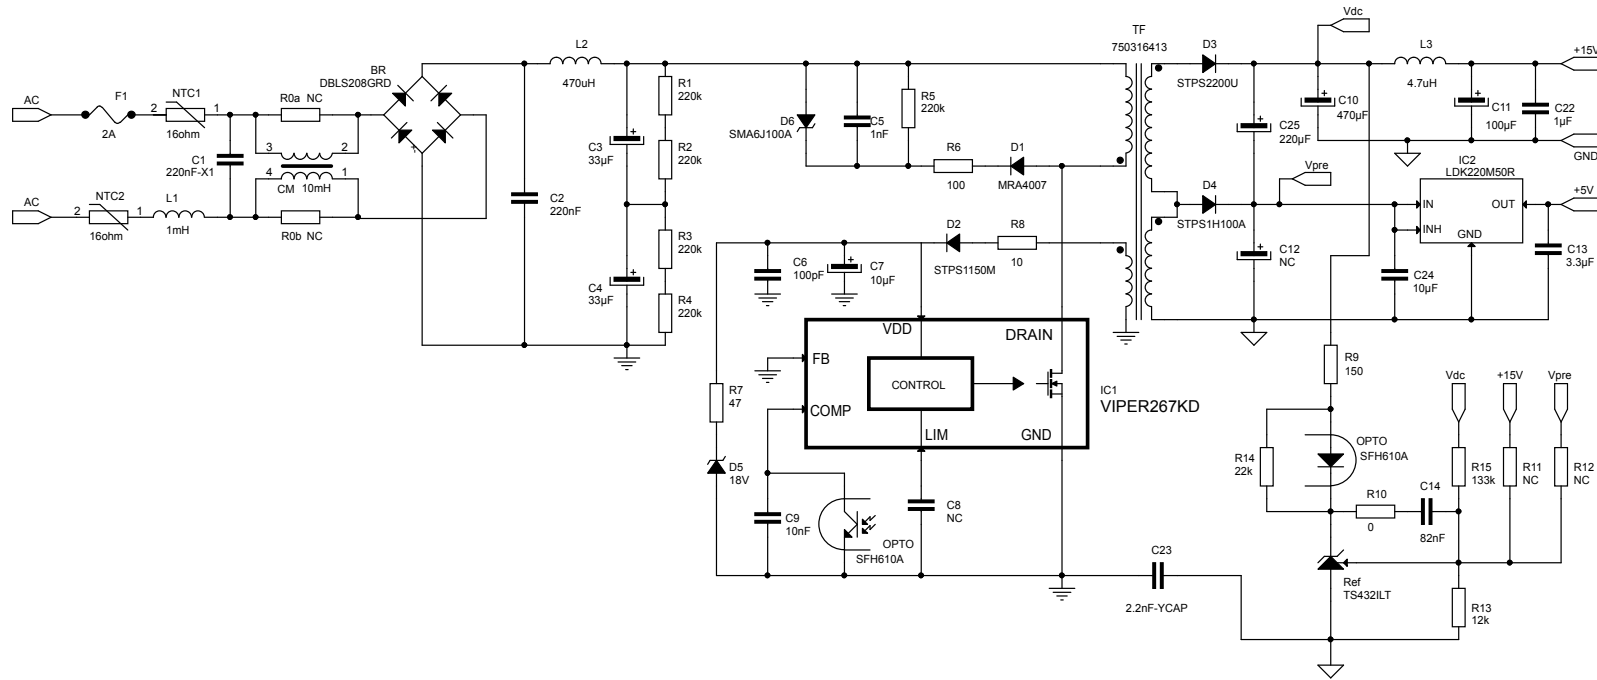 AC
F1
2A
2
NTC1
1
16ohm
R0a NC
C1
220nF-X1
3
2
4
1
CM
10mH
AC
2
NTC2
1
16ohm
L1
1mH
R0b NC
BR
DBLS208GRD
+
L2
470uH
C2
220nF
C3
33µF
+
C4
33µF
+
R1
220k
R2
220k
R3
220k
R4
220k
D6
SMA6J100A
C5
1nF
R5
220k
R6
100
D1
MRA4007
D2
STPS1150M
R8
10
C6
100pF
C7
10µF
+
TF
750316413
D3
STPS2200U
D4
STPS1H100A
Vdc
C10
470µF
+
C25
220µF
+
C12
NC
+
Vpre
L3
4.7uH
C11
100µF
+
C22
1µF
+15V
GND
IC2
LDK220M50R
IN
INH
GND
OUT
+5V
C24
10µF
C13
3.3µF
VDD
DRAIN
FB
CONTROL
COMP
LIM
GND
IC1
VIPER267KD
R7
47
D5
18V
C9
10nF
OPTO
SFH610A
C8
NC
C23
2.2nF-YCAP
R9
150
R14
22k
OPTO
SFH610A
R10
0
C14
82nF
Vdc
+15V
Vpre
R15
133k
R11
NC
R12
NC
Ref
TS432ILT
R13
12k